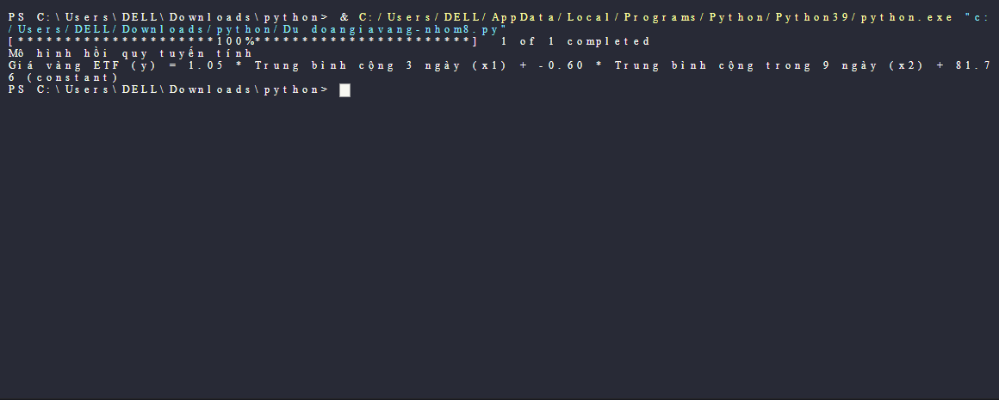 PS C:\Users\DELL\Downloads\python> & C:/Users/DELL/AppData/Local/Programs/Python/Python39/python.exe "c:
/Users/DELL/Downloads/python/Du doangiavang-nhom8.py"
[*********************100%***********************]  1 of 1 completed
Mô hình hồi quy tuyến tính
Giá vàng ETF (y) = 1.05 * Trung bình cộng 3 ngày (x1) + -0.60 * Trung bình cộng trong 9 ngày (x2) + 81.7
6 (constant)
PS C:\Users\DELL\Downloads\python>